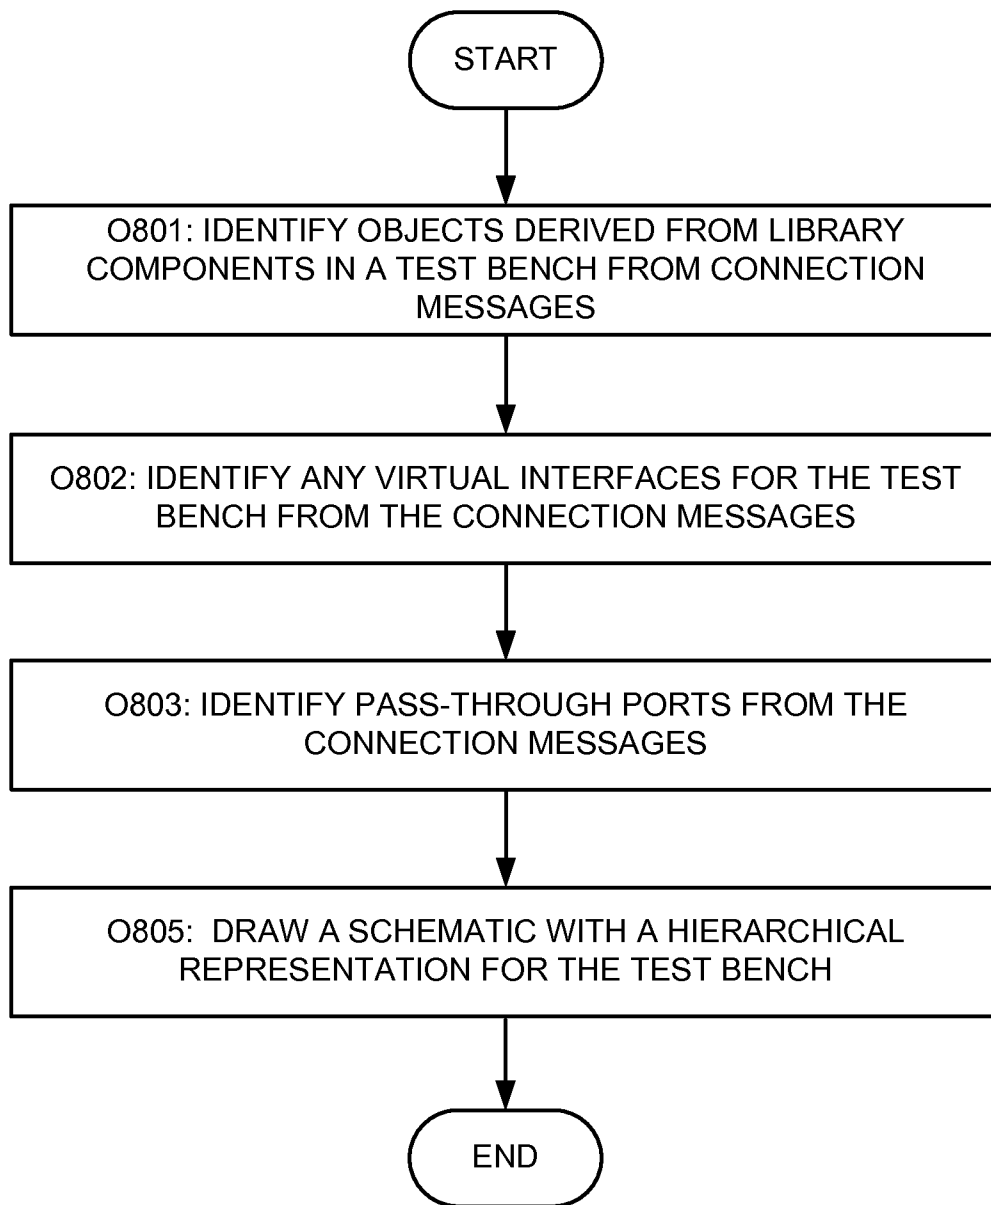 START
O801: IDENTIFY OBJECTS DERIVED FROM LIBRARY
COMPONENTS IN A TEST BENCH FROM CONNECTION
MESSAGES
O802: IDENTIFY ANY VIRTUAL INTERFACES FOR THE TEST
BENCH FROM THE CONNECTION MESSAGES
O803: IDENTIFY PASS-THROUGH PORTS FROM THE
CONNECTION MESSAGES
O805: DRAW A SCHEMATIC WITH A HIERARCHICAL
REPRESENTATION FOR THE TEST BENCH
END